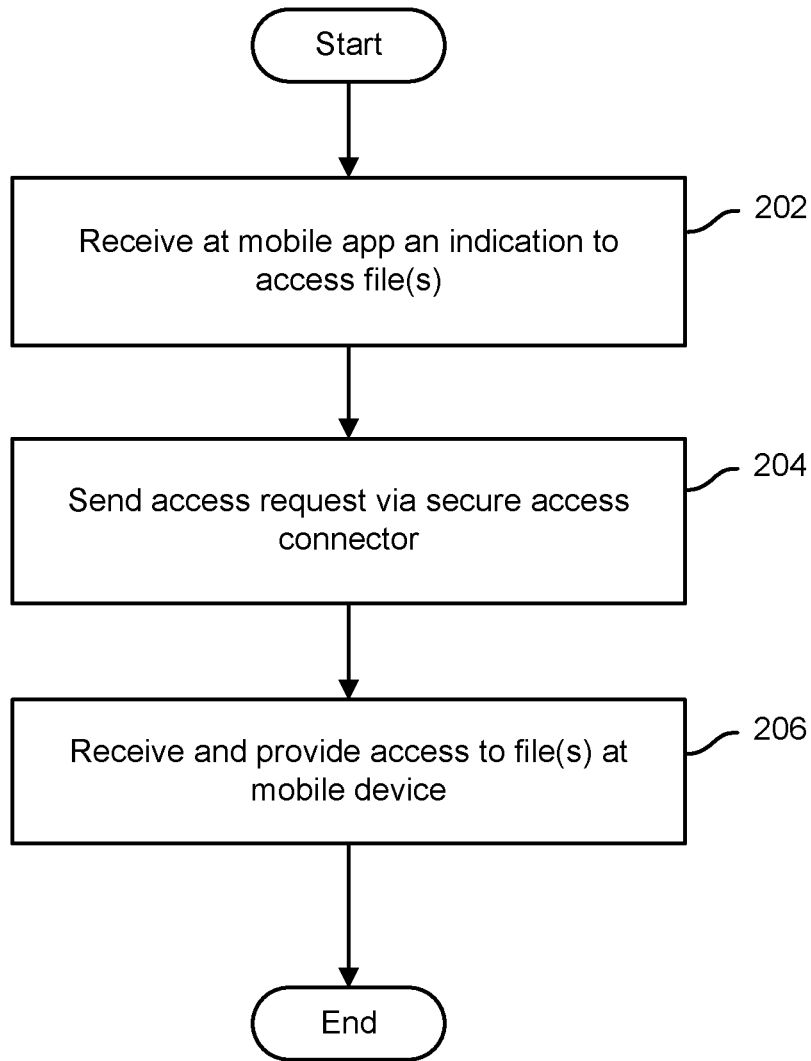 Start
Receive at mobile app an indication to
access file(s)
202
Send access request via secure access
connector
204
Receive and provide access to file(s) at
mobile device
206
End